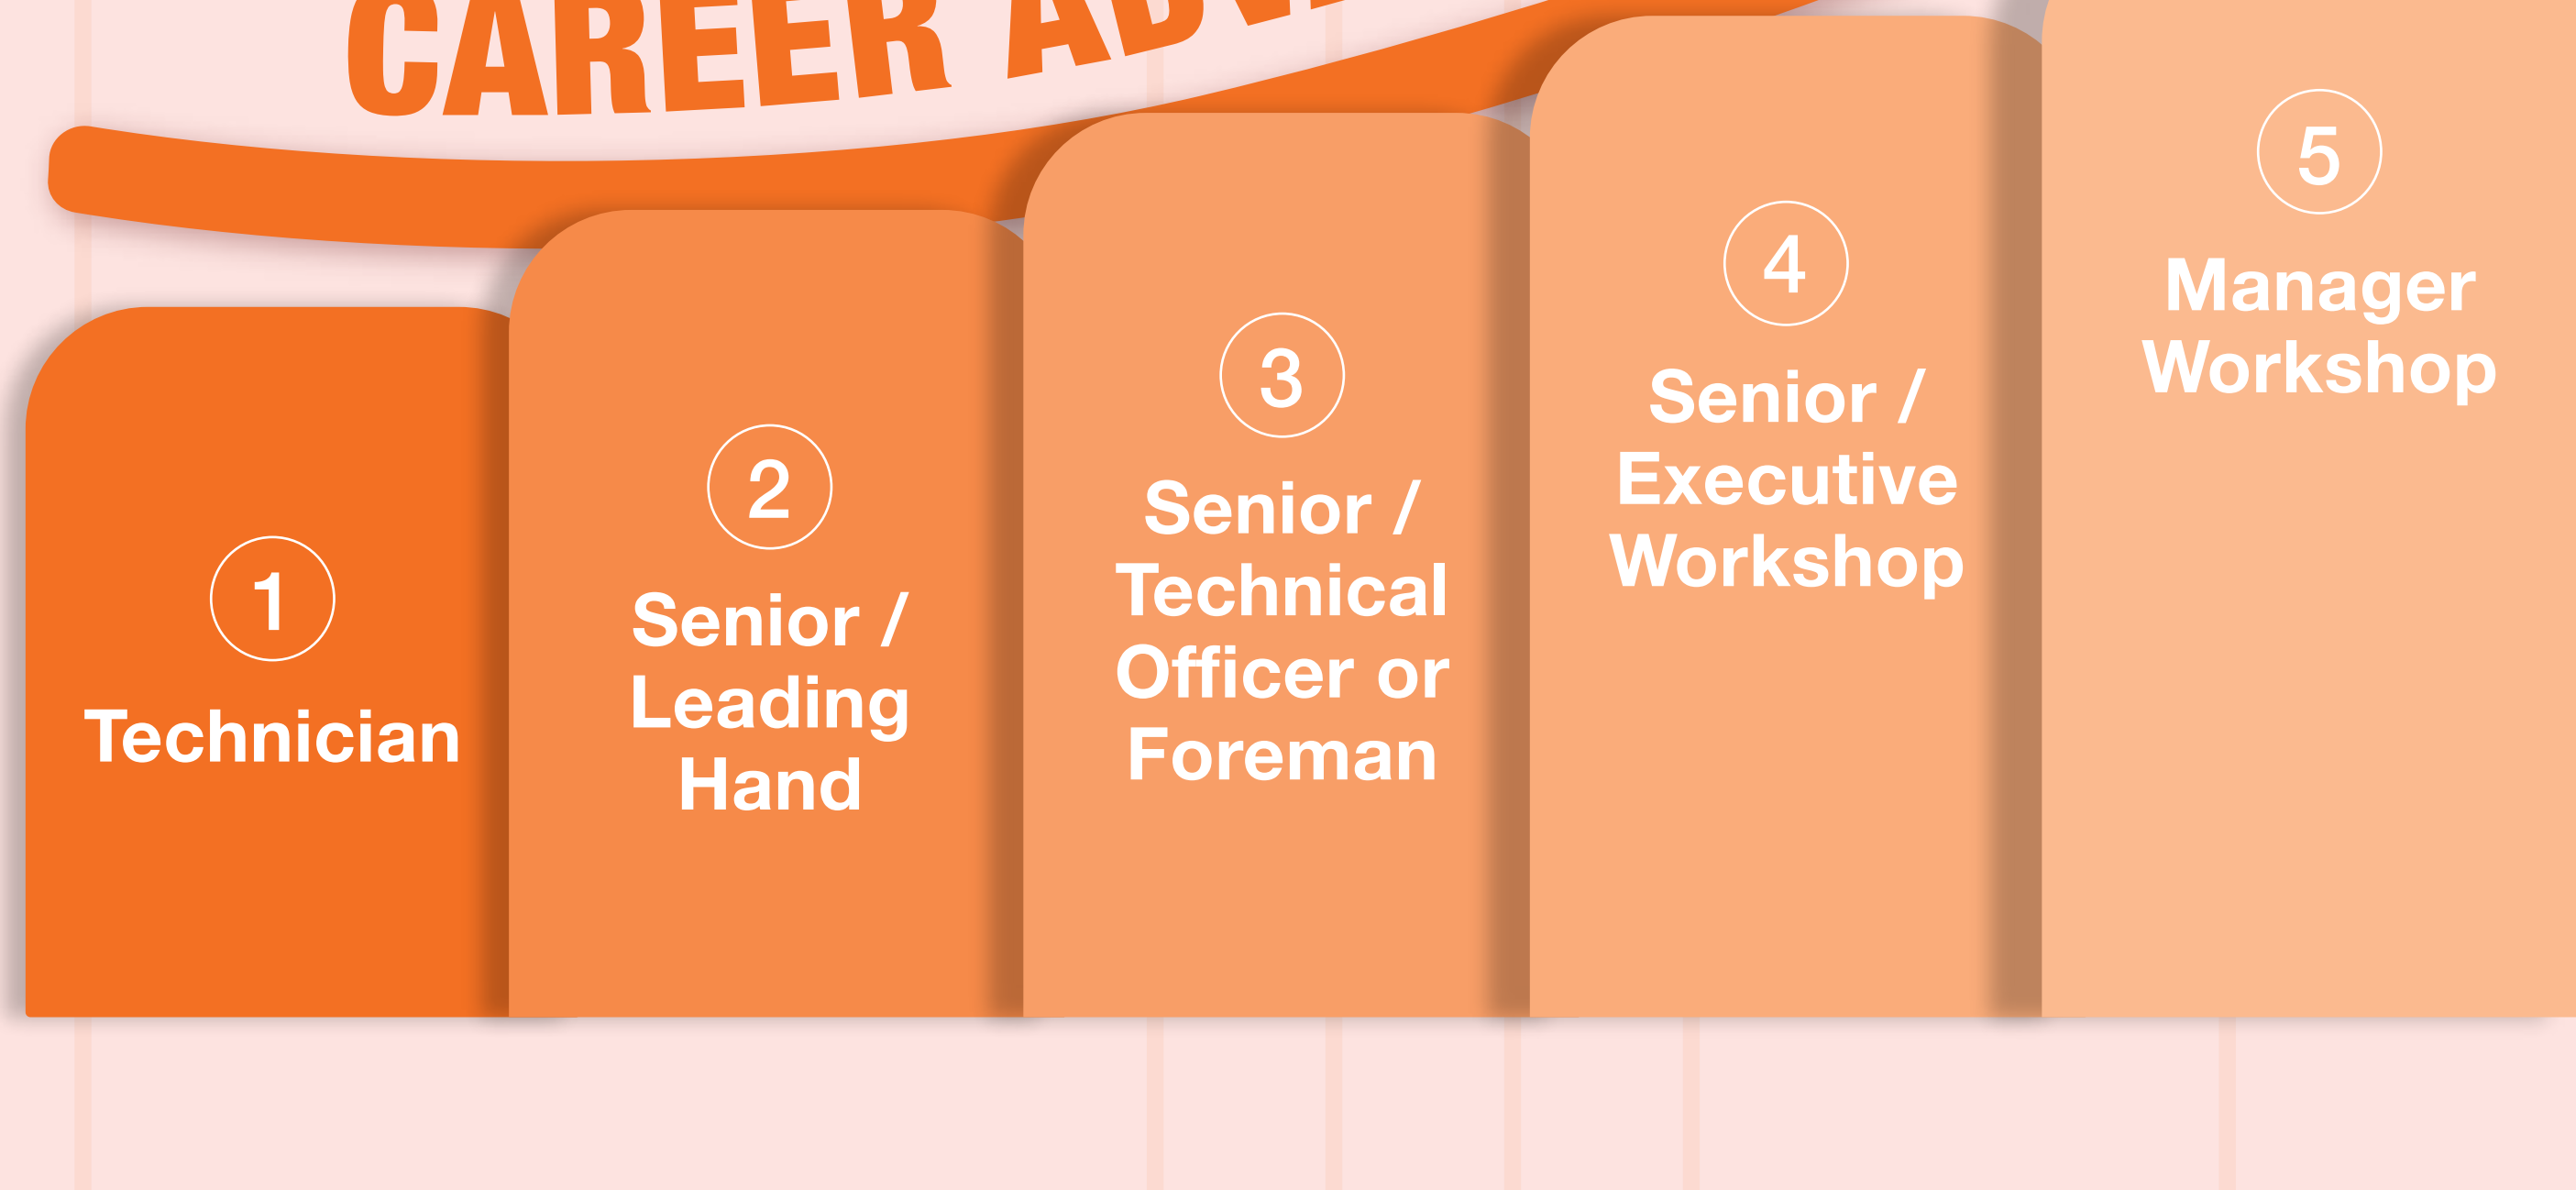 CAREER
1
Technician
2
Senior /
Leading
Hand
3
Senior /
Technical
Officer or
Foreman
4
Senior /
Executive
Workshop
5
Manager
Workshop